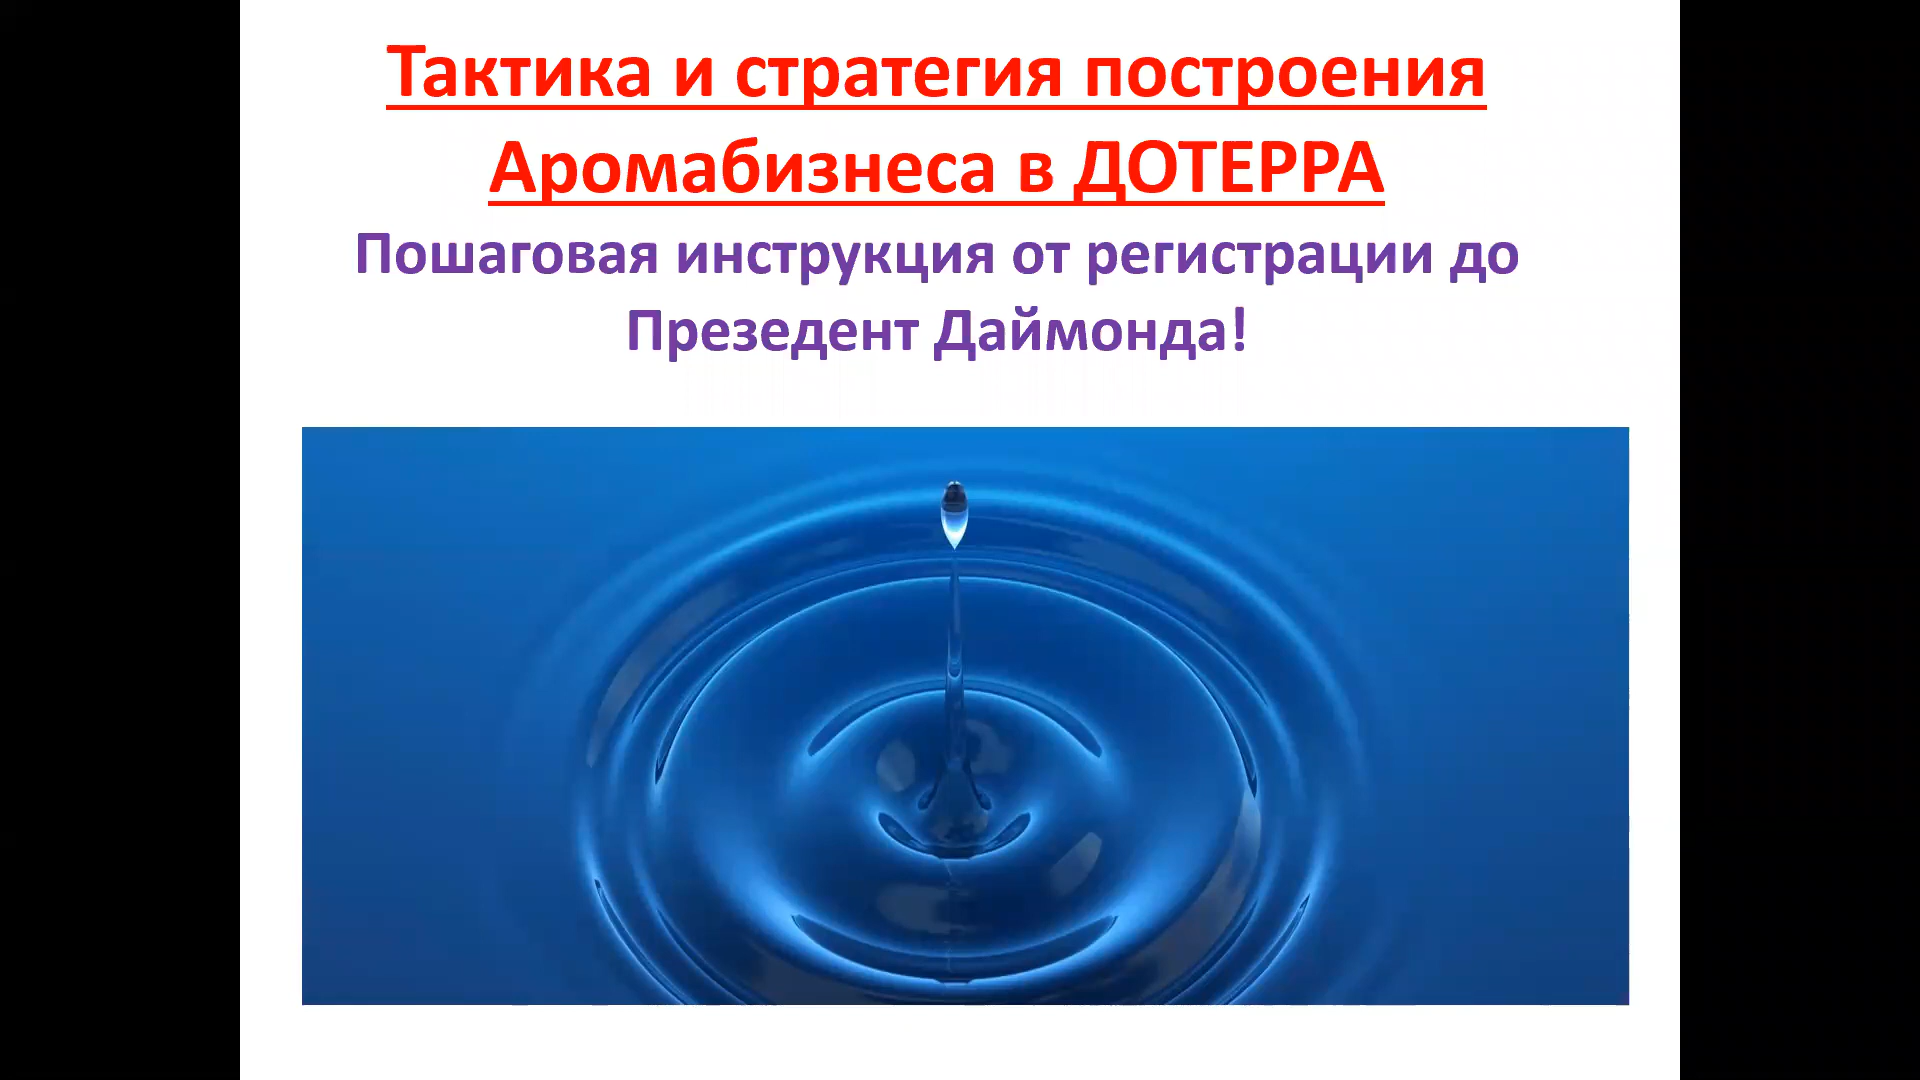 Тактика и стратегия построения
Аромабизнеса в ДОТЕРРА
Пошаговая инструкция от регистрации до
Презедент Даймонда!